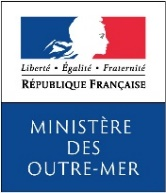 Liberté • Égalité • Fraternité
RÉPUBLIQUE FRANÇAISE
MINISTÈRE
DES
OUTRE-MER